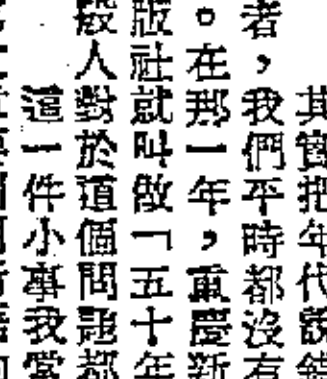 其實把年代說錯
者，我們平時都沒有
。在那一年，重慶新
版社就叫做「五十年
般人對於這個問題都
這一件小事我當